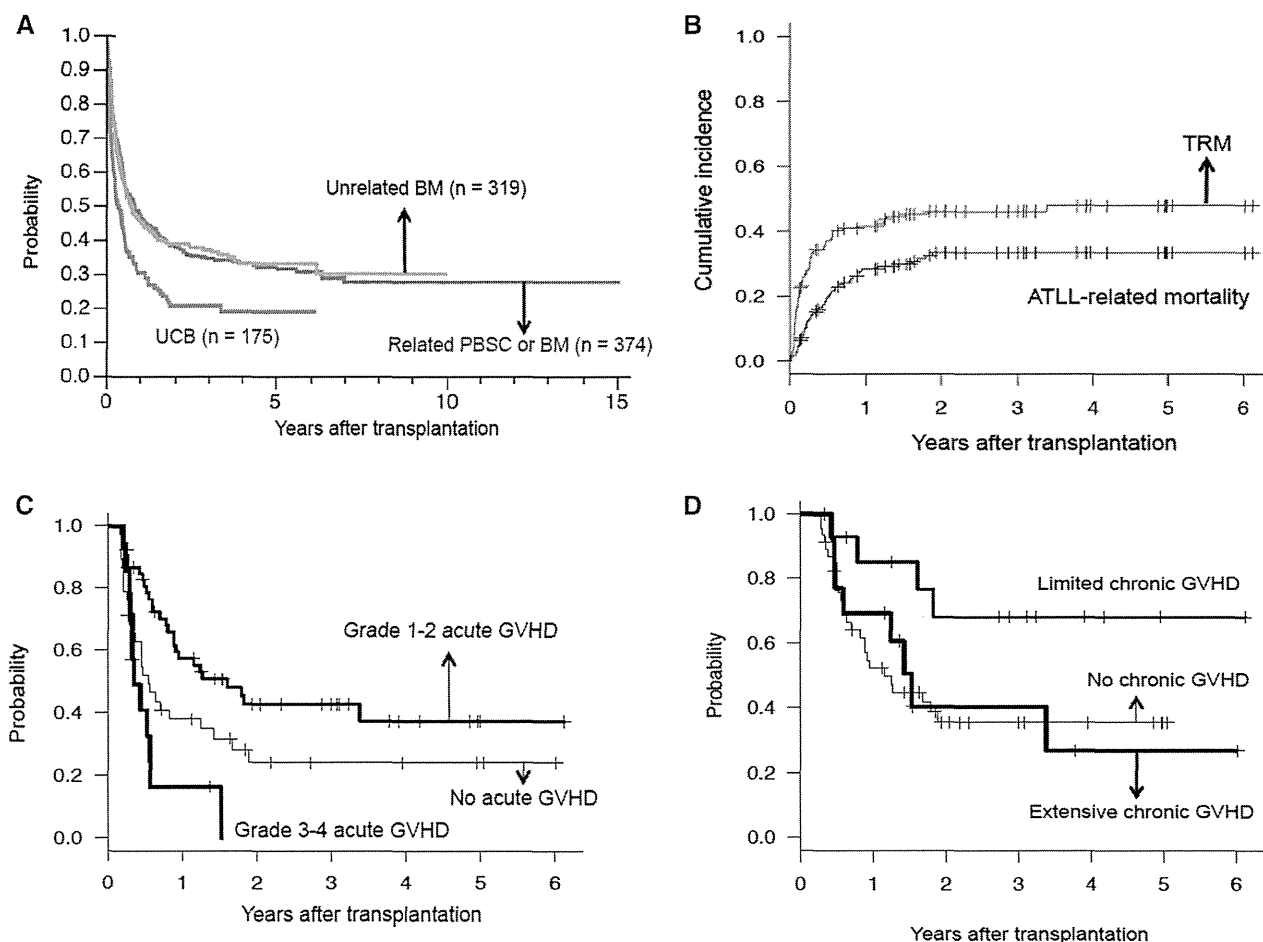 A
1.0
0.9
0.8
0.7
0.6
0.5
0.4
0.3
0.2
0.1
0.0
Probability
Unrelated BM (n = 319)
UCB (n = 175)
Related PBSC or BM (n = 374)
0 5 10 15
Years after transplantation
B
1.0
0.8
0.6
0.4
0.2
0.0
Cumulative incidence
TRM
ATLL-related mortality
0 1 2 3 4 5 6
Years after transplantation
C
1.0
0.8
0.6
0.4
0.2
0.0
Probability
Grade 1-2 acute GVHD
No acute GVHD
Grade 3-4 acute GVHD
0 1 2 3 4 5 6
Years after transplantation
D
1.0
0.8
0.6
0.4
0.2
0.0
Probability
Limited chronic GVHD
No chronic GVHD
Extensive chronic GVHD
0 1 2 3 4 5 6
Years after transplantation